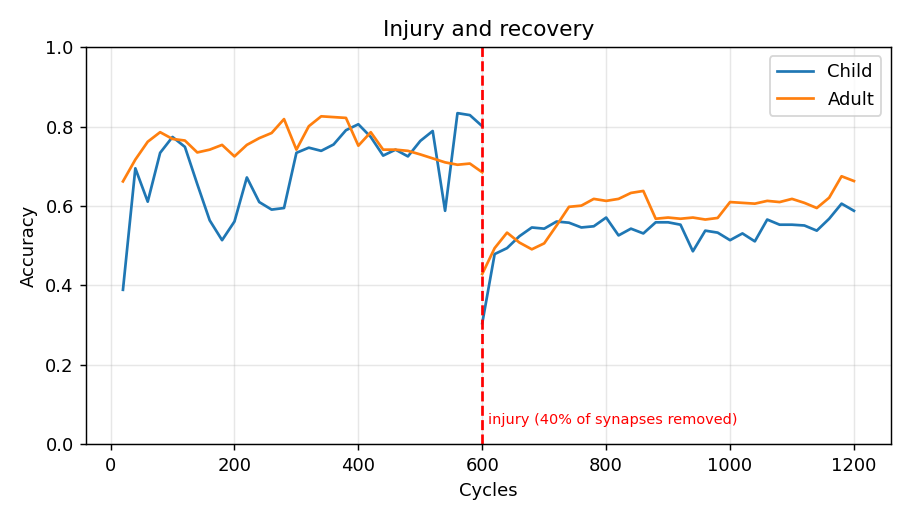 Injury and recovery
1.0
0.8
0.6
0.4
0.2
0.0
Accuracy
Child
Adult
injury (40% of synapses removed)
0 200 400 600 800 1000 1200
Cycles